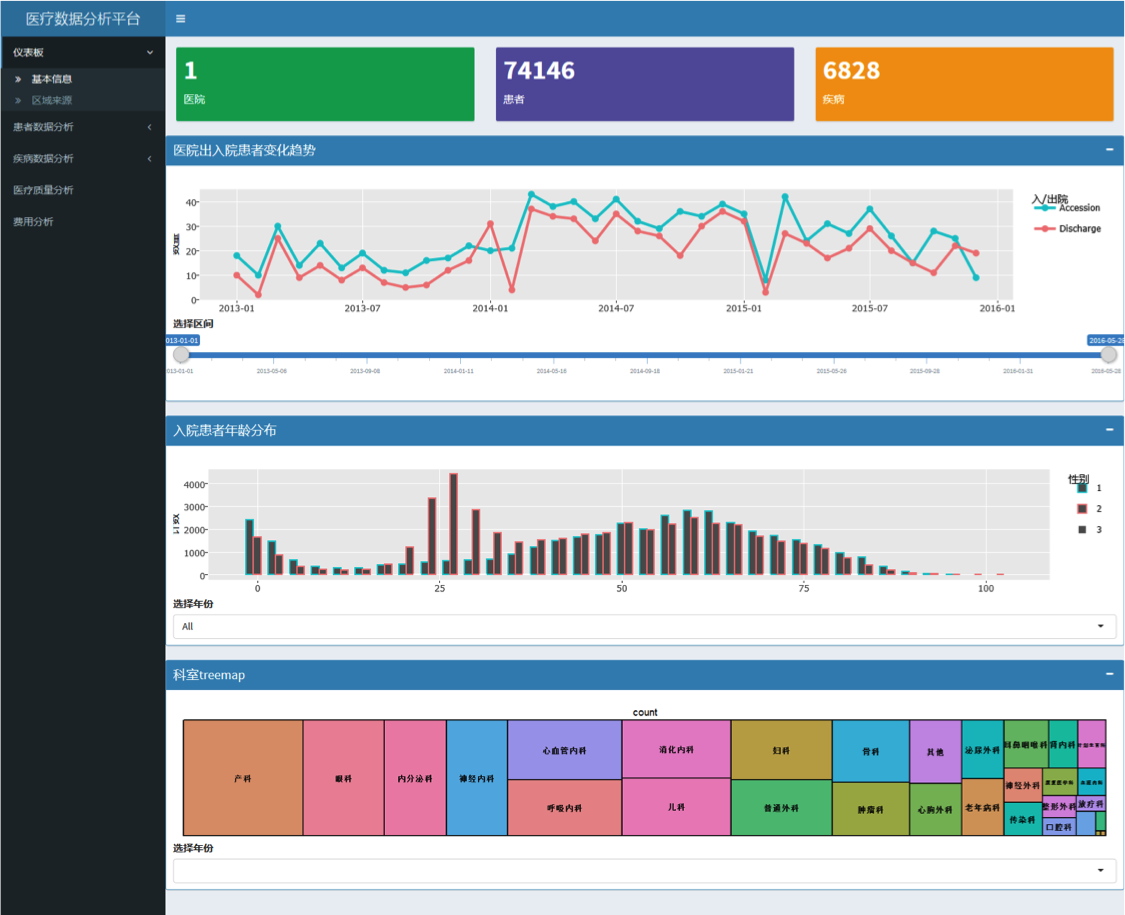 医疗数据分析平台
仪表板
基本信息
区域来源
患者数据分析
疾病数据分析
医疗质量分析
费用分析
1
医院
74146
患者
6828
疾病
医院出入院患者变化趋势
40
30
20
10
0
2013-01 2013-07 2014-01 2014-07 2015-01 2015-07 2016-01
入/出院
Accession
Discharge
选择区间
013-01-01 2016-05-28
013-01-01 2013-05-08 2013-09-08 2014-01-11 2014-05-18 2014-09-18 2015-01-21 2015-05-28 2015-09-28 2016-01-31 2016-05-28
入院患者年龄分布
4000
3000
2000
1000
0
0 25 50 75 100
性别
1
2
3
选择年份
All
科室treemap
count
产科
眼科
内分泌科
神经内科
心血管内科
呼吸内科
消化内科
儿科
妇科
普通外科
骨科
肿瘤科
其他
心胸外科
泌尿外科
老年病科
耳鼻咽喉科
肾内科
神经外科
传染科
整形外科
口腔科
放疗科
选择年份